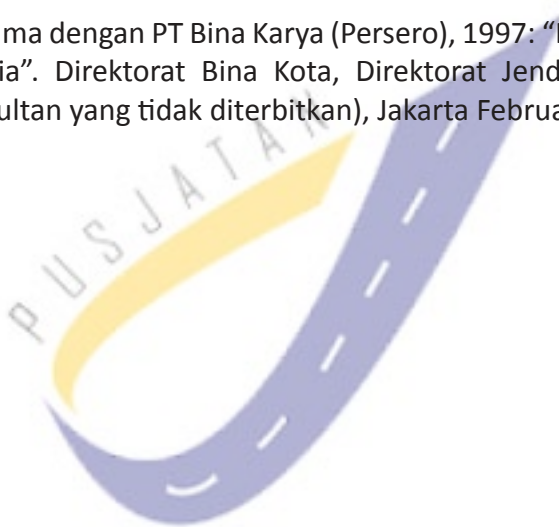 ma dengan PT Bina Karya (Persero), 1997: “
ia”. Direktorat Bina Kota, Direktorat Jend
ultan yang tidak diterbitkan), Jakarta Februa
PUSJATAN